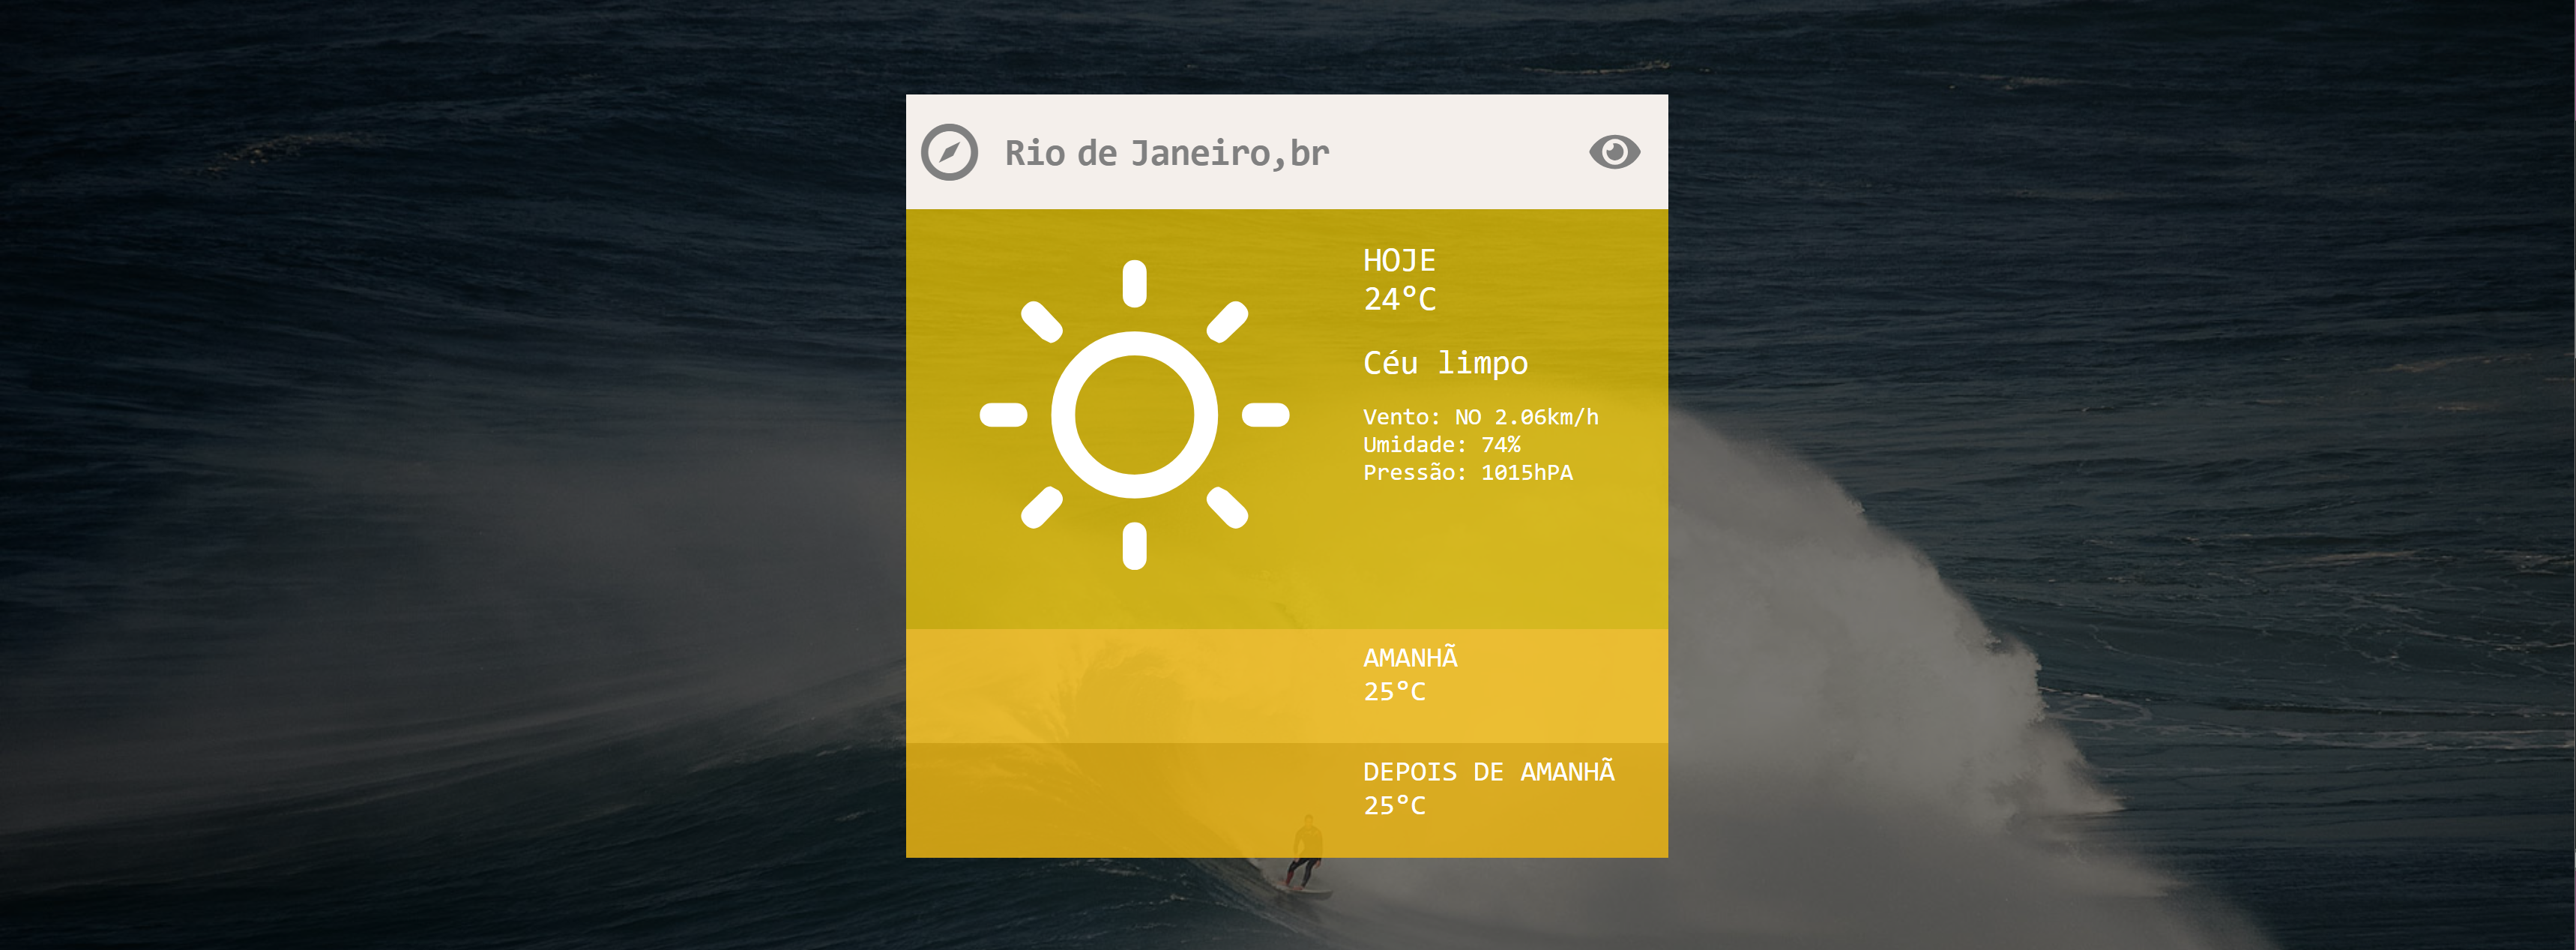 Rio de Janeiro,br
HOJE
24°C
Céu limpo
Vento: NO 2.06km/h
Umidade: 74%
Pressão: 1015hPA
AMANHÃ
25°C
DEPOIS DE AMANHÃ
25°C